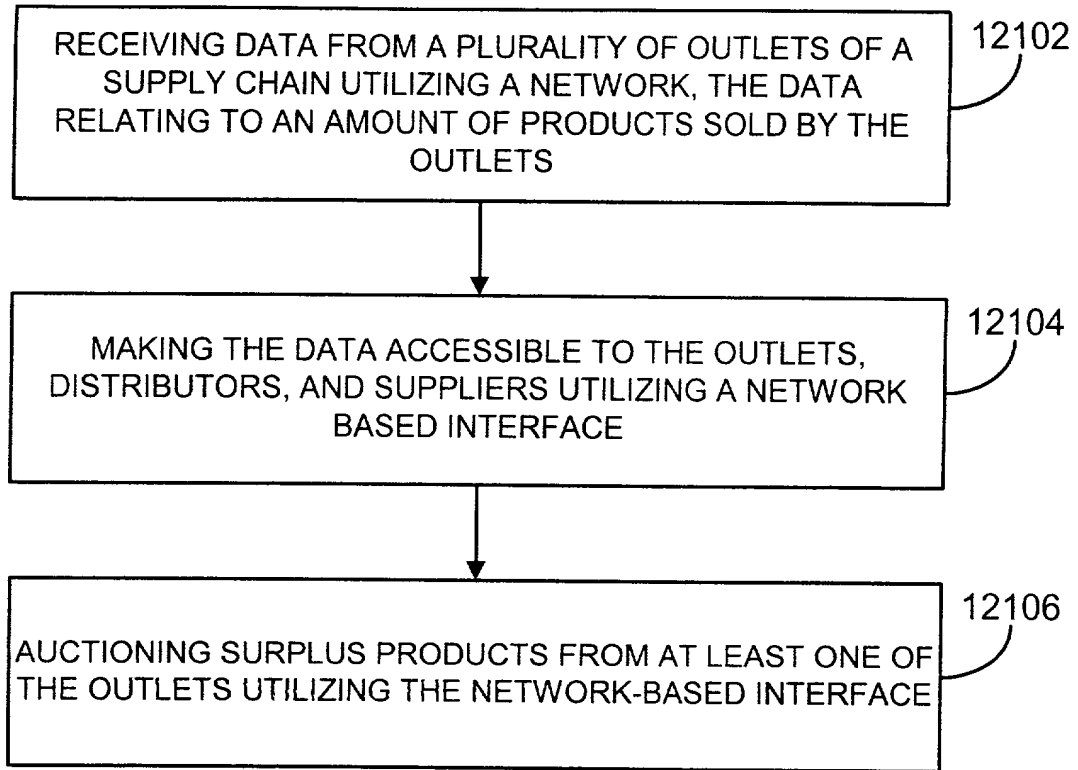 RECEIVING DATA FROM A PLURALITY OF OUTLETS OF A
SUPPLY CHAIN UTILIZING A NETWORK, THE DATA
RELATING TO AN AMOUNT OF PRODUCTS SOLD BY THE
OUTLETS
12102
MAKING THE DATA ACCESSIBLE TO THE OUTLETS,
DISTRIBUTORS, AND SUPPLIERS UTILIZING A NETWORK
BASED INTERFACE
12104
AUCTIONING SURPLUS PRODUCTS FROM AT LEAST ONE OF
THE OUTLETS UTILIZING THE NETWORK-BASED INTERFACE
12106